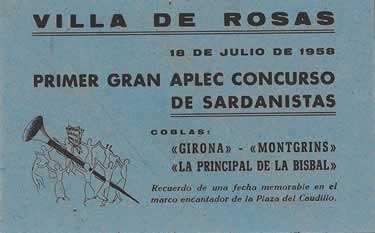 VILLA DE ROSAS
18 DE JULIO DE 1958
PRIMER GRAN APLEC CONCURSO
DE SARDANISTAS
COBLAS:
«GIRONA» - «MONTGRINS»
«LA PRINCIPAL DE LA BISBAL»
Recuerdo de una fecha memorable en el
marco encantador de la Plaza del Caudillo.